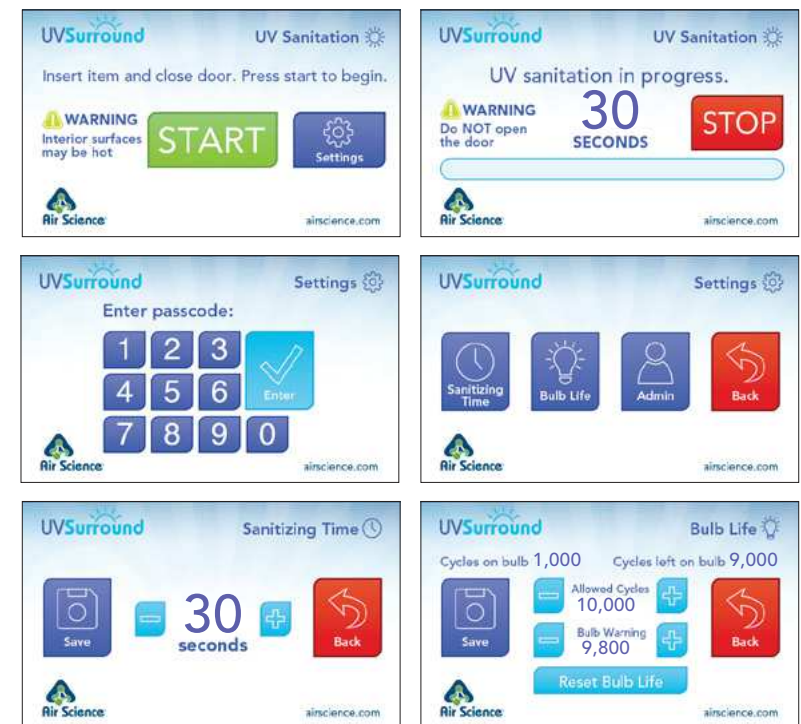 UVSurround UV Sanitation
Insert item and close door. Press start to begin.
WARNING
Interior surfaces
may be hot
START
Settings
Air Science
airscience.com
UVSurround UV Sanitation
UV sanitation in progress.
WARNING
Do NOT open
the door
30
SECONDS
STOP
Air Science
airscience.com
UVSurround Settings
Enter passcode:
1 2 3
4 5 6
Enter
7 8 9 0
Air Science
airscience.com
UVSurround Settings
Sanitizing
Time
Bulb Life
Admin
Back
Air Science
airscience.com
UVSurround Sanitizing Time
Save
30
seconds
Back
Air Science
airscience.com
UVSurround Bulb Life
Cycles on bulb 1,000 Cycles left on bulb 9,000
Save
Allowed Cycles
10,000
Bulb Warning
9,800
Back
Reset Bulb Life
Air Science
airscience.com